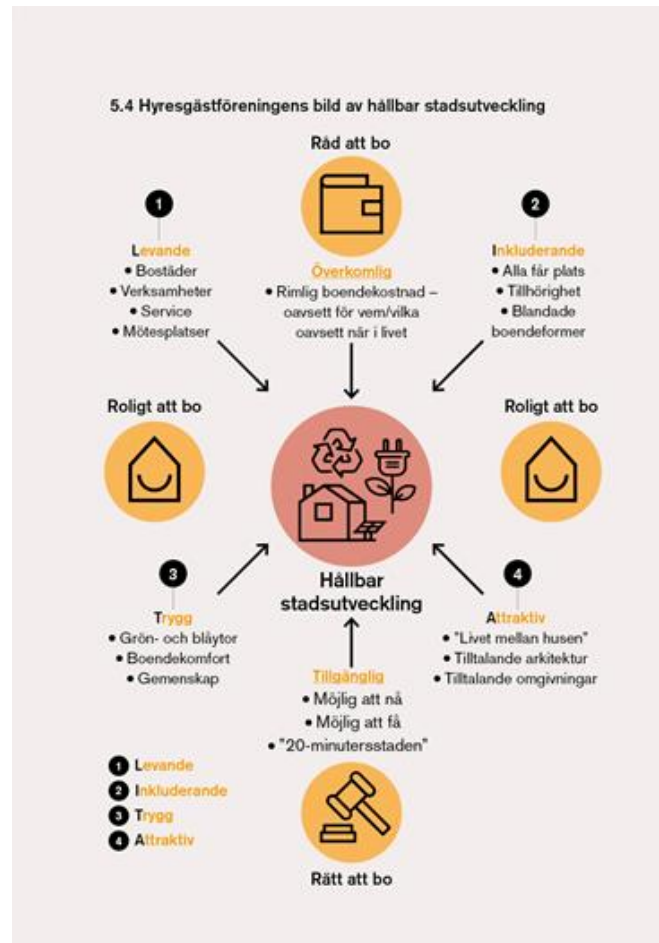 5.4 Hyresgästföreningens bild av hållbar stadsutveckling
Råd att bo
1
Levande
• Bostäder
• Verksamheter
• Service
• Mötesplatser
Överkomlig
• Rimlig boendekostnad –
oavsett för vem/vilka
oavsett när i livet
2
Inkluderande
• Alla får plats
• Tillhörighet
• Blandade
boendeformer
Roligt att bo
Roligt att bo
Hållbar
stadsutveckling
3
Trygg
• Grön- och blåytor
• Boendekomfort
• Gemenskap
Tillgänglig
• Möjlig att nå
• Möjlig att få
• "20-minutersstaden"
4
Attraktiv
• "Livet mellan husen"
• Tilltalande arkitektur
• Tilltalande omgivningar
1 Levande
2 Inkluderande
3 Trygg
4 Attraktiv
Rätt att bo